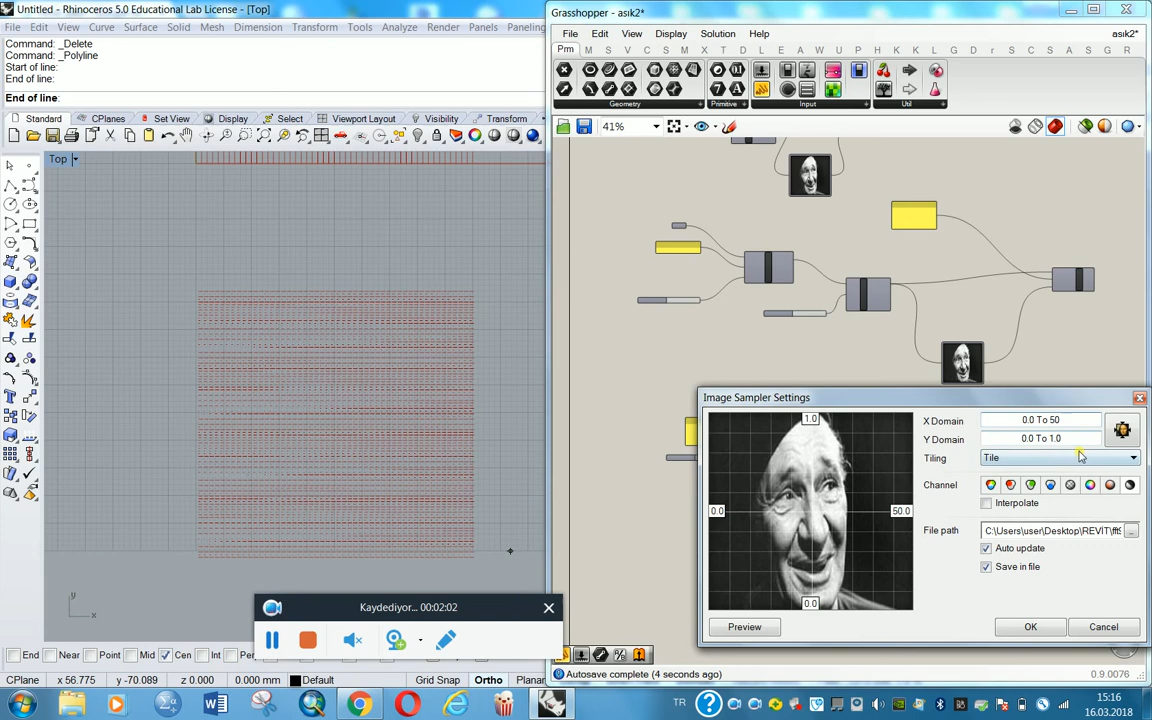 Untitled - Rhinoceros 5.0 Educational Lab License - [Top]
File Edit View Curve Surface Solid Mesh Dimension Transform Tools Analyze Render Panels Paneling
Command: _Delete
Command: _Polyline
Start of line:
End of line:
End of line:
Standard CPlanes Set View Display Select Viewport Layout Visibility Transform
Top
y
x
Kaydediyor... 00:02:02
End Near Point Mid Cen Int
CPlane x 56.775 y -70.089 z 0.000 0.000 mm Default Grid Snap Ortho Planar
Grasshopper - asık2*
File Edit View Display Solution Help asık2*
Prm M S V C S M X T D L E L B H K K L G D r S A S R
Geometry Primitive Input Util
41%
Image Sampler Settings
1.0
0.0
50.0
0.0
X Domain 0.0 To 50
Y Domain 0.0 To 1.0
Tiling Tile
Channel
Interpolate
File path C:\Users\user\Desktop\REVİT\fft
Auto update
Save in file
Preview OK Cancel
Autosave complete (4 seconds ago) 0.9.0076
TR 15:16
16.03.2018